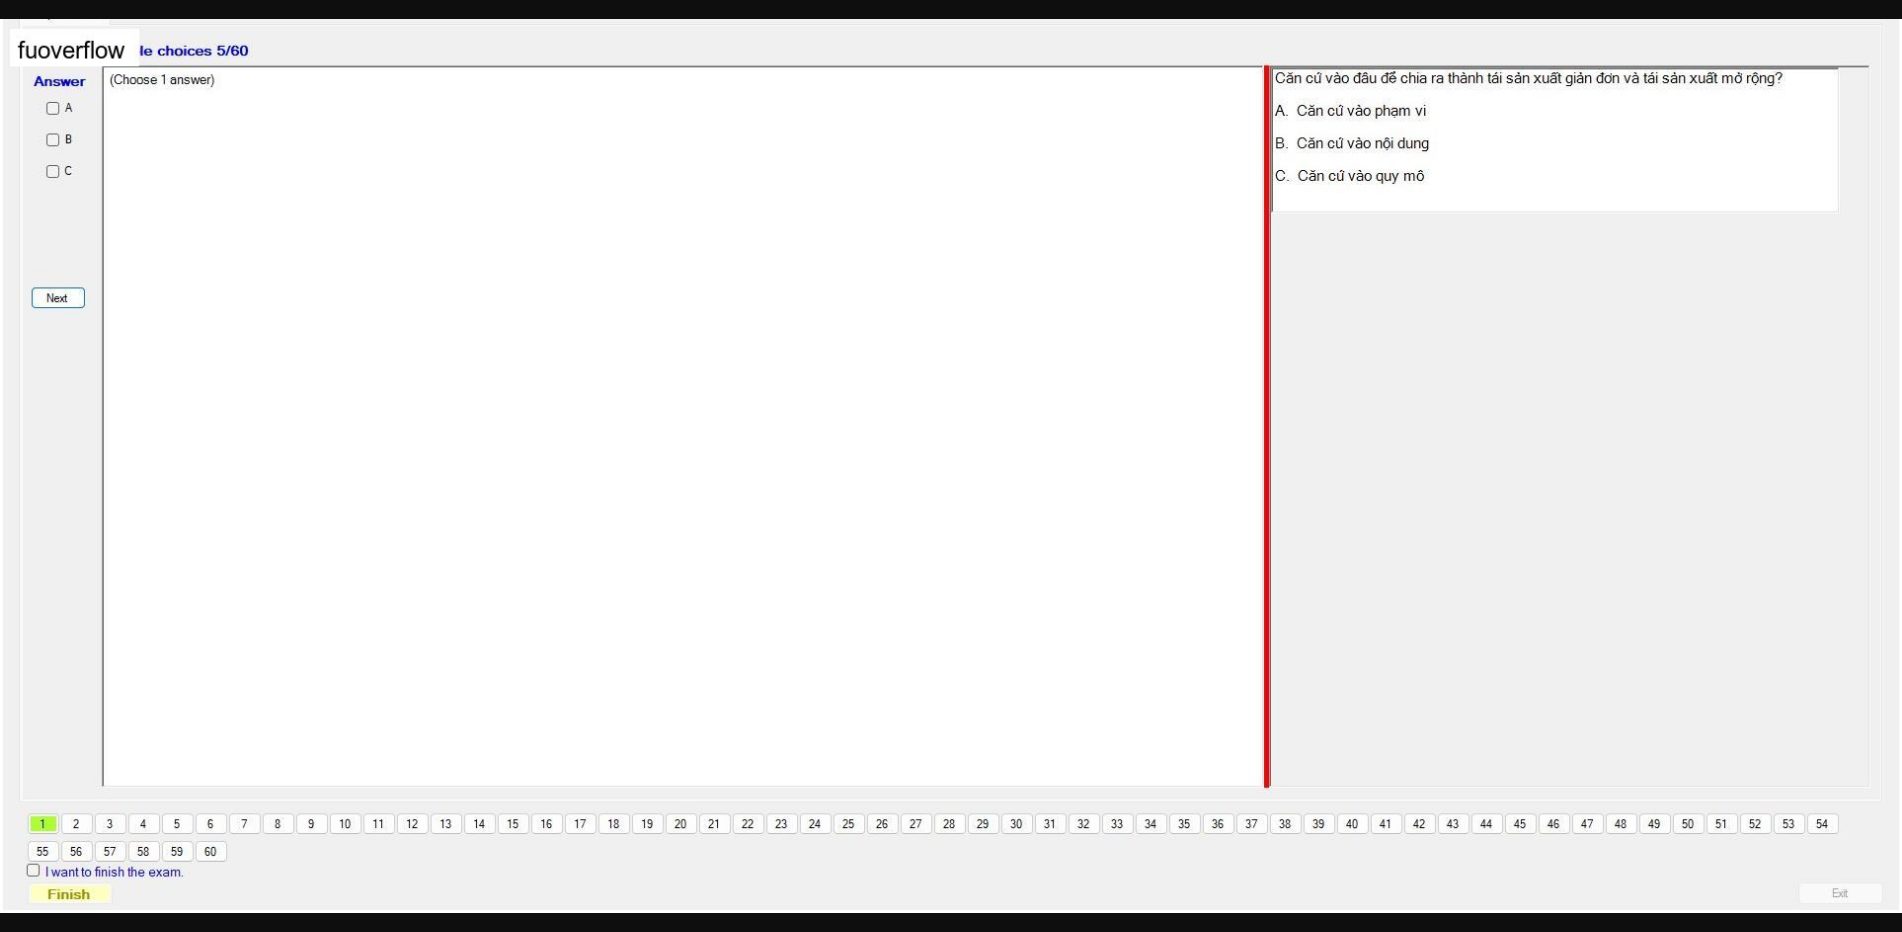 fuoverflow le choices 5/60
Answer
(Choose 1 answer)
A
B
C
Next
Căn cứ vào đâu để chia ra thành tái sản xuất giản đơn và tái sản xuất mở rộng?
A. Căn cứ vào phạm vi
B. Căn cứ vào nội dung
C. Căn cứ vào quy mô
1 2 3 4 5 6 7 8 9 10 11 12 13 14 15 16 17 18 19 20 21 22 23 24 25 26 27 28 29 30 31 32 33 34 35 36 37 38 39 40 41 42 43 44 45 46 47 48 49 50 51 52 53 54
55 56 57 58 59 60
I want to finish the exam.
Finish
Exit